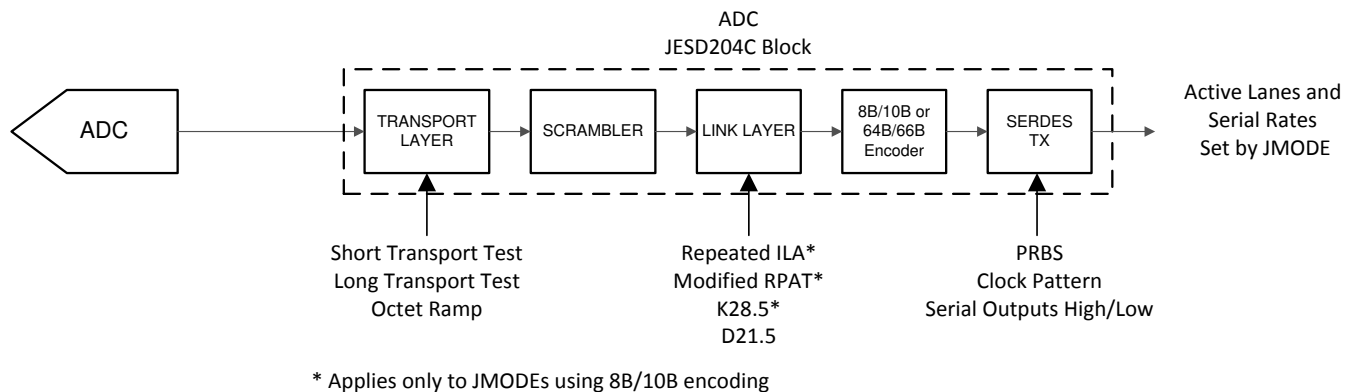 ADC
JESD204C Block
ADC
TRANSPORT
LAYER
SCRAMBLER
LINK LAYER
8B/10B or
64B/66B
Encoder
SERDES
TX
Active Lanes and
Serial Rates
Set by JMODE
Short Transport Test
Long Transport Test
Octet Ramp
Repeated ILA*
Modified RPAT*
K28.5*
D21.5
PRBS
Clock Pattern
Serial Outputs High/Low
* Applies only to JMODEs using 8B/10B encoding